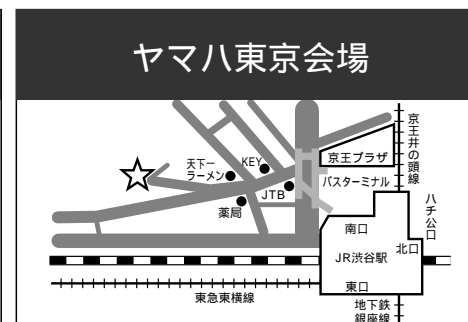 ヤマハ東京会場
京王井の頭線
天下一
ラーメン
KEY
京王プラザ
JTB
バスターミナル
薬局
ハチ公口
南口
北口
JR渋谷駅
東口
東急東横線
地下鉄
銀座線